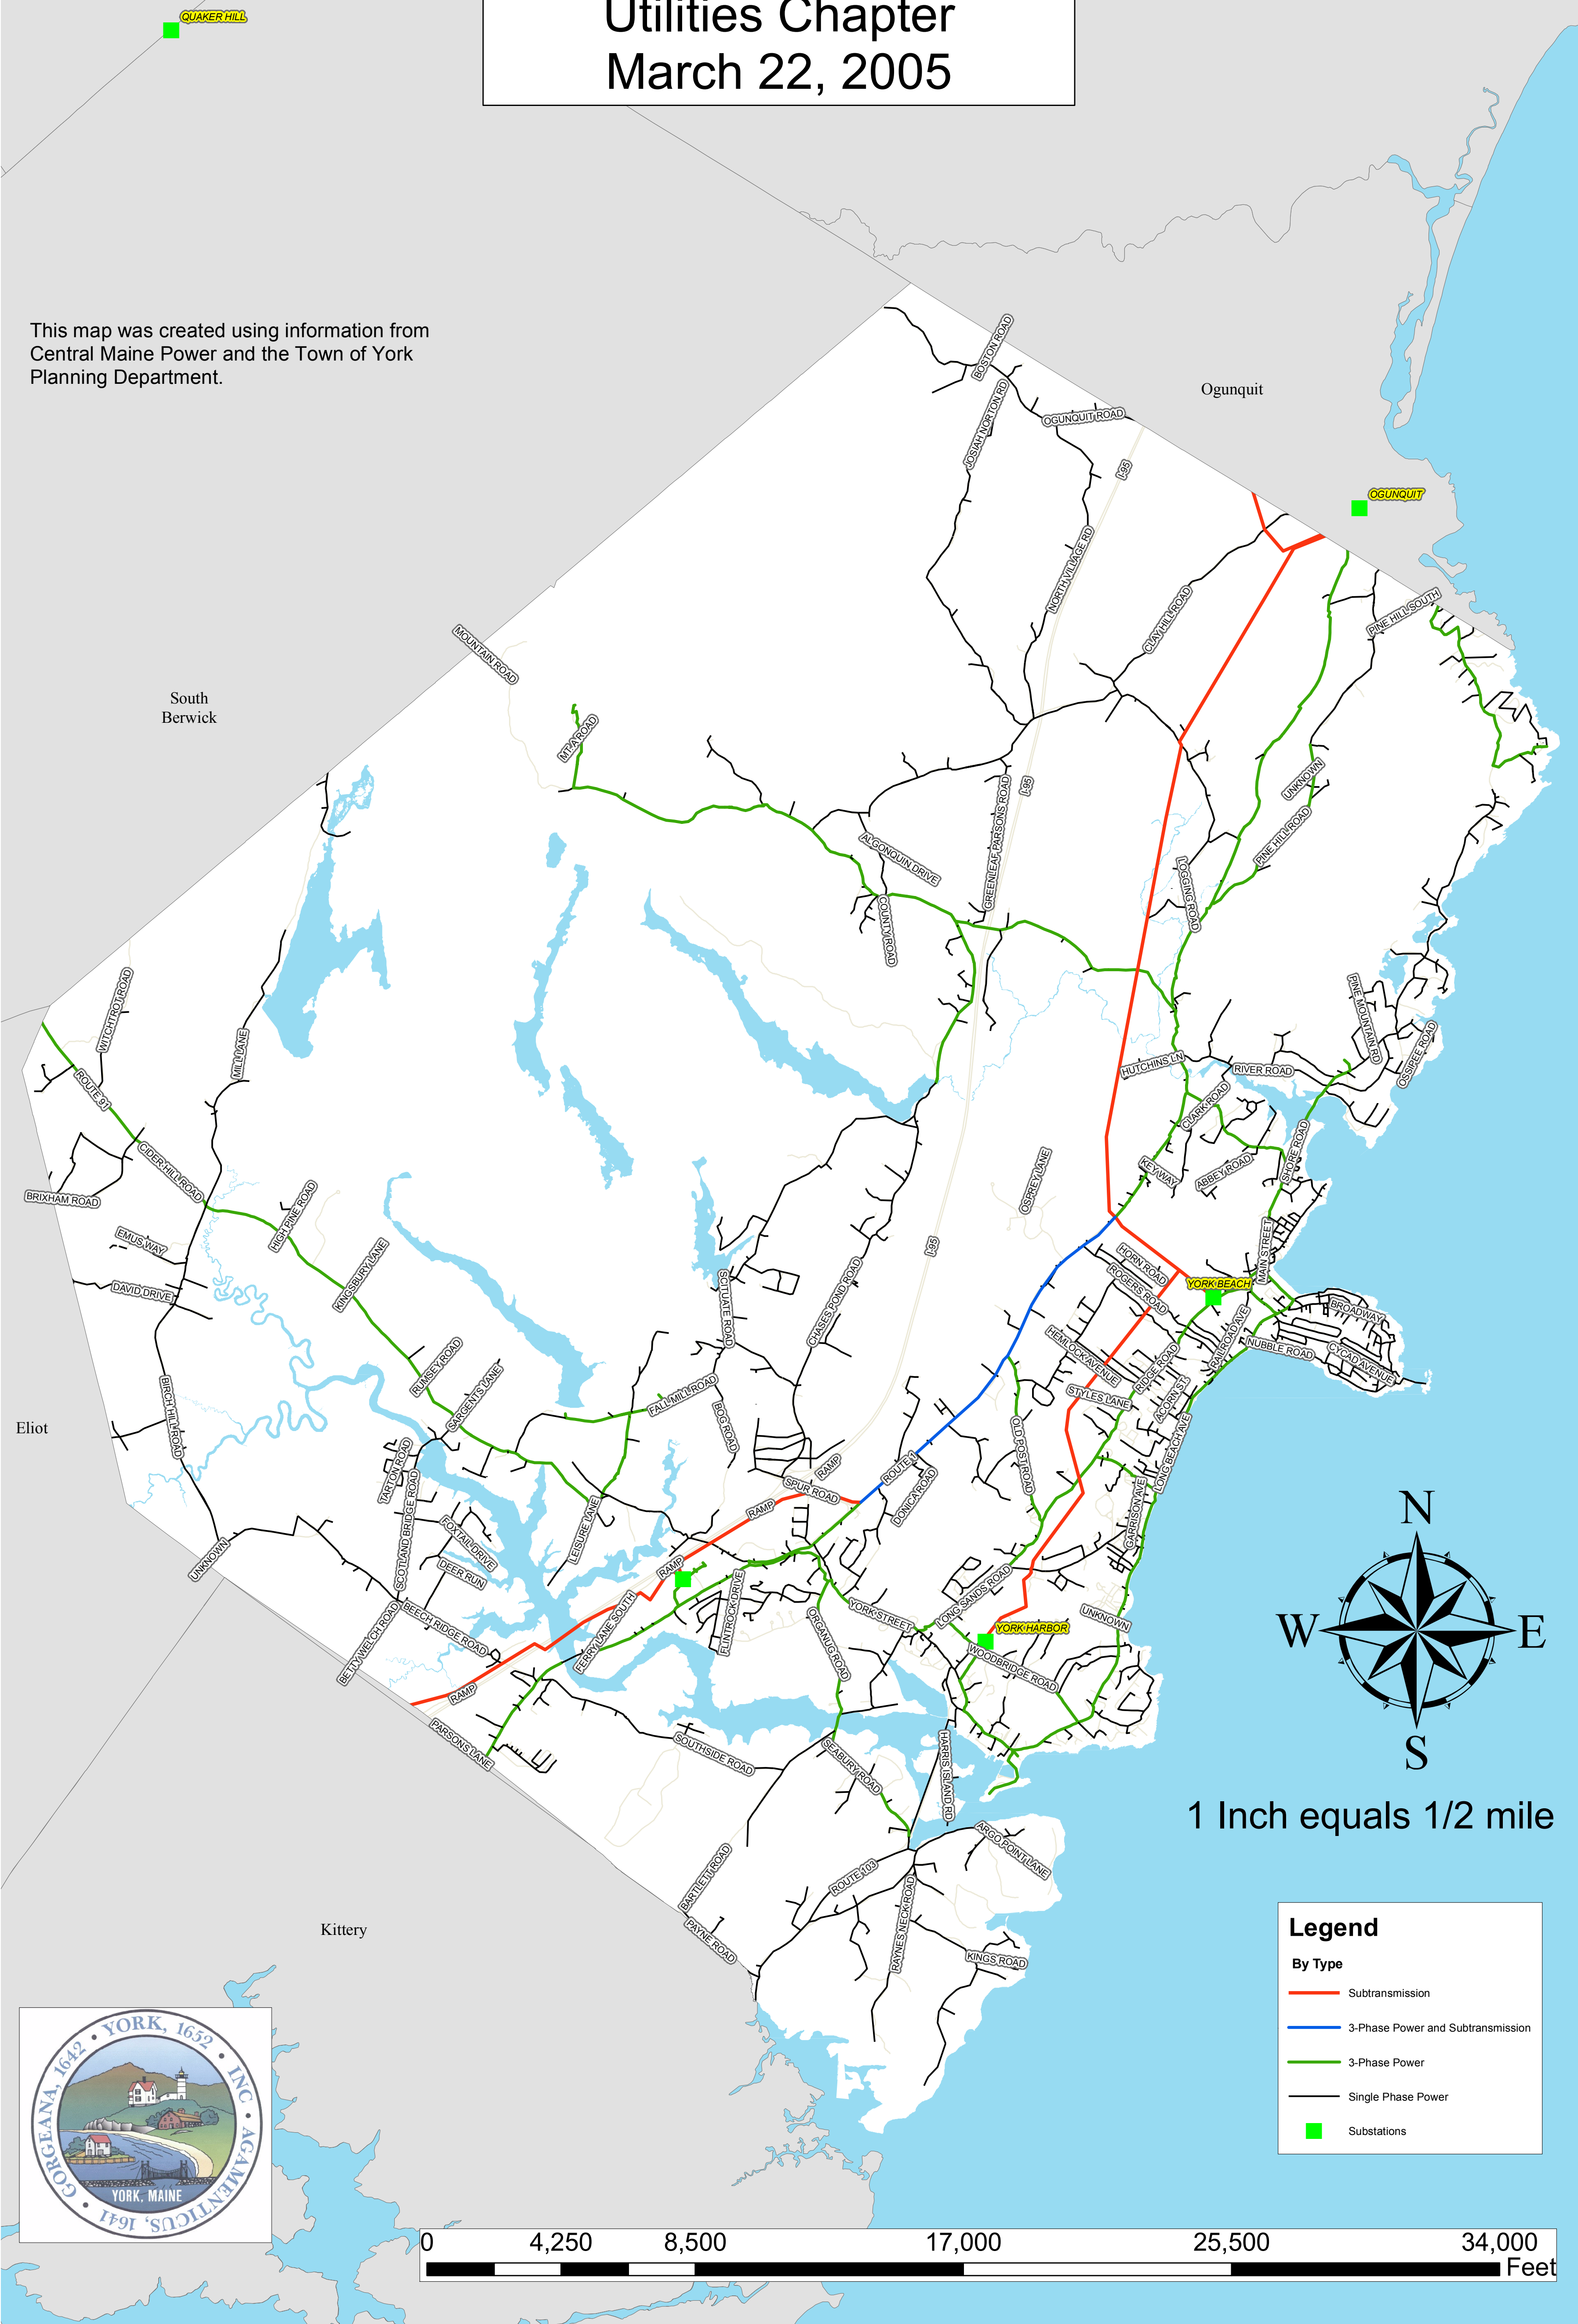 QUAKER HILL
Utilities Chapter
March 22, 2005
This map was created using information from
Central Maine Power and the Town of York
Planning Department.
BOSTON ROAD
Ogunquit
JOSIAH NORTON RD
OGUNQUIT ROAD
I-95
OGUNQUIT
NORTH VILLAGE RD
CLAY HILL ROAD
PINE HILL SOUTH
MOUNTAIN ROAD
South
Berwick
MT A ROAD
UNKNOWN
I-95
GREENLEAF PARSONS ROAD
PINE HILL ROAD
ALGONQUIN DRIVE
LOGGING ROAD
COUNTY ROAD
WITCHTROT ROAD
PINE MOUNTAIN RD
MILL LANE
OSSIPEE ROAD
HUTCHINS LN
RIVER ROAD
ROUTE 91
CLARK ROAD
SHORE ROAD
CIDER HILL ROAD
KEY WAY
ABBEY ROAD
OSPREY LANE
BRIXHAM ROAD
HIGH PINE ROAD
EMUS WAY
I-95
MAIN STREET
HORN ROAD
KINGSBURY LANE
DAVID DRIVE
ROGERS ROAD
YORK BEACH
SCITUATE ROAD
CHASES POND ROAD
BROADWAY
RAILROAD AVE
NUBBLE ROAD
HEMLOCK AVENUE
CYCAD AVENUE
RUMSEY ROAD
RIDGE ROAD
STYLES LANE
ACORN ST
SARGENTS LANE
FALL MILL ROAD
BIRCH HILL ROAD
Eliot
BOG ROAD
OLD POST ROAD
LONG BEACH AVE
TARTON ROAD
RAMP
ROUTE 1
SPUR ROAD
DONICA ROAD
SCOTLAND BRIDGE ROAD
RAMP
GARRISON AVE
LEISURE LANE
FOXTAIL DRIVE
N
UNKNOWN
DEER RUN
RAMP
FLINTROCK DRIVE
LONG SANDS ROAD
BEECH RIDGE ROAD
YORK STREET
UNKNOWN
FERRY LANE SOUTH
ORGANUG ROAD
YORK HARBOR
W
E
BETTY WELCH ROAD
WOODBRIDGE ROAD
RAMP
PARSONS LANE
SOUTHSIDE ROAD
SEABURY ROAD
HARRIS ISLAND RD
S
1 Inch equals 1/2 mile
ARGO POINT LANE
BARTLETT ROAD
ROUTE 103
Kittery
PAYNE ROAD
RAYNES NECK ROAD
KINGS ROAD
Legend
By Type
Subtransmission
3-Phase Power and Subtransmission
3-Phase Power
Single Phase Power
Substations
GORGEANA, 1642 • YORK, 1652 • INC • AGAMENTICUS, 1641 •
YORK, MAINE
0 4,250 8,500 17,000 25,500 34,000
Feet